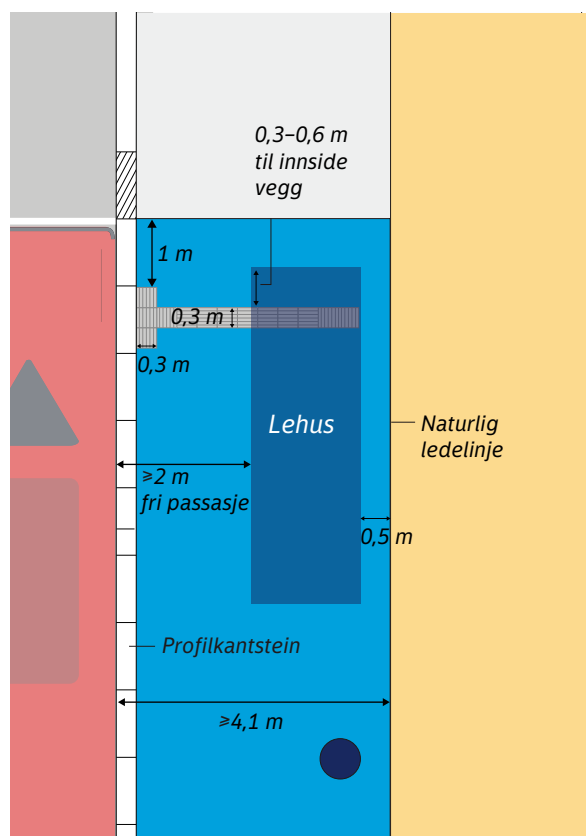 0,3–0,6 m
til innside
vegg
1 m
0,3 m
0,3 m
Lehus
Naturlig
ledelinje
≥2 m
fri passasje
0,5 m
Profilkantstein
≥4,1 m